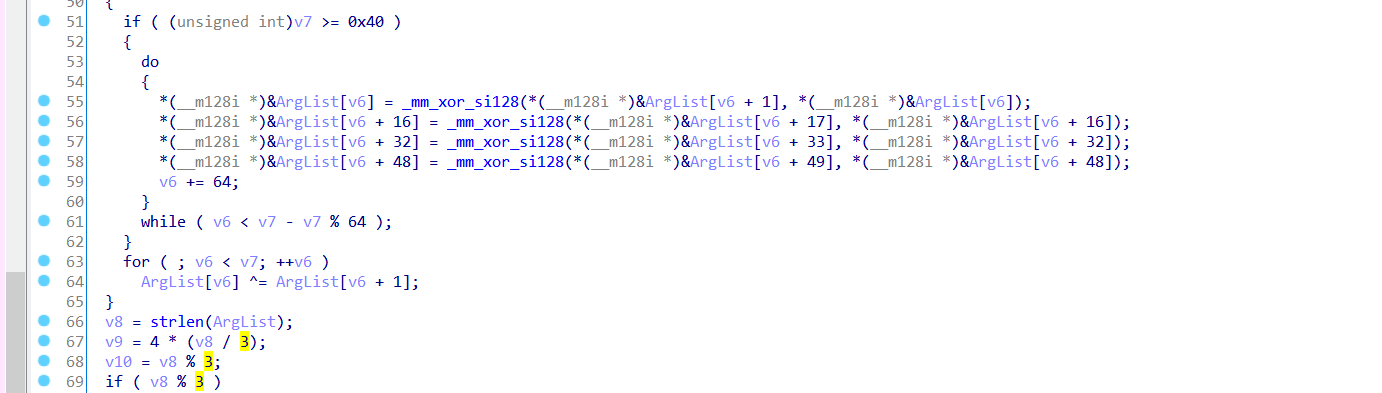 50 {
51 if ( (unsigned int)v7 >= 0x40 )
52 {
53 do
54 {
55 *(__m128i *)&ArgList[v6] = _mm_xor_si128(*(__m128i *)&ArgList[v6 + 1], *(__m128i *)&ArgList[v6]);
56 *(__m128i *)&ArgList[v6 + 16] = _mm_xor_si128(*(__m128i *)&ArgList[v6 + 17], *(__m128i *)&ArgList[v6 + 16]);
57 *(__m128i *)&ArgList[v6 + 32] = _mm_xor_si128(*(__m128i *)&ArgList[v6 + 33], *(__m128i *)&ArgList[v6 + 32]);
58 *(__m128i *)&ArgList[v6 + 48] = _mm_xor_si128(*(__m128i *)&ArgList[v6 + 49], *(__m128i *)&ArgList[v6 + 48]);
59 v6 += 64;
60 }
61 while ( v6 < v7 - v7 % 64 );
62 }
63 for ( ; v6 < v7; ++v6 )
64 ArgList[v6] ^= ArgList[v6 + 1];
65 }
66 v8 = strlen(ArgList);
67 v9 = 4 * (v8 / 3);
68 v10 = v8 % 3;
69 if ( v8 % 3 )